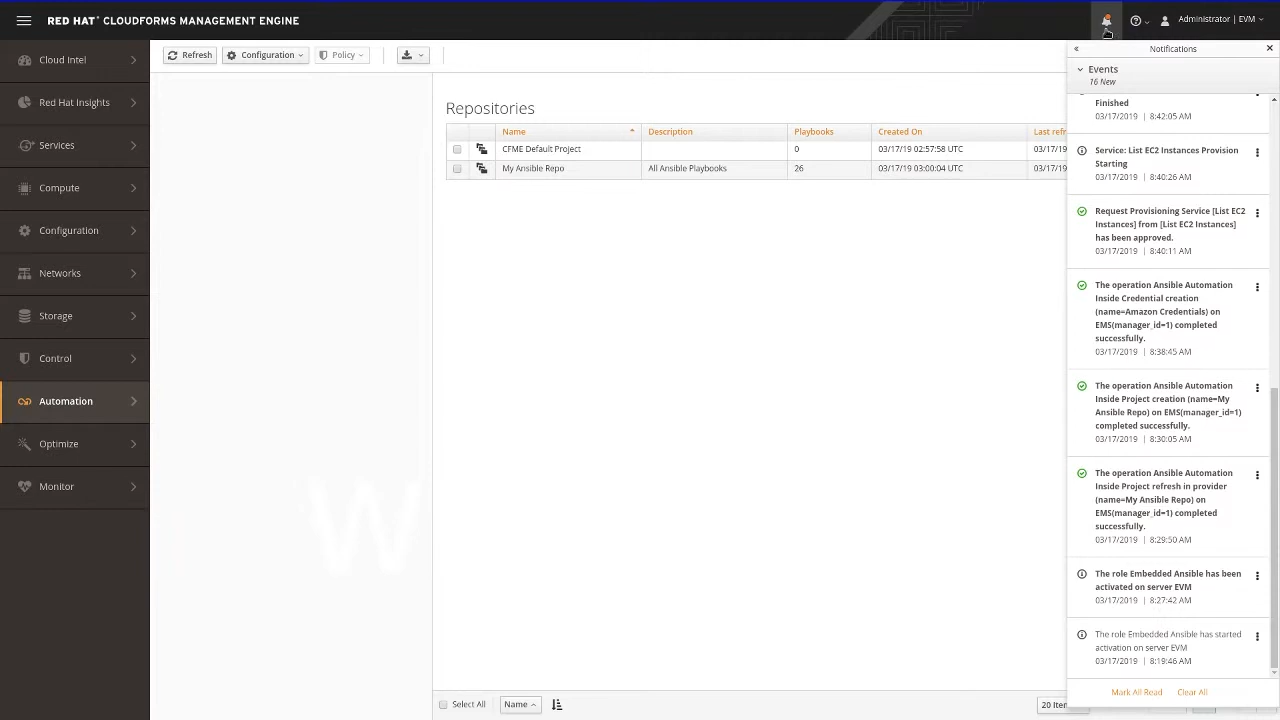 RED HAT® CLOUDFORMS MANAGEMENT ENGINE
Administrator | EVM
Cloud Intel
Red Hat Insights
Services
Compute
Configuration
Networks
Storage
Control
Automation
Optimize
Monitor
Refresh
Configuration
Policy
Repositories
Name Description Playbooks Created On Last refr
CFME Default Project 0 03/17/19 02:57:58 UTC 03/17/19
My Ansible Repo All Ansible Playbooks 26 03/17/19 03:00:04 UTC 03/17/19
W
Select All
Name
20 Iten
Notifications
Events
16 New
Finished
03/17/2019 | 8:42:05 AM
Service: List EC2 Instances Provision
Starting
03/17/2019 | 8:40:26 AM
Request Provisioning Service [List EC2
Instances] from [List EC2 Instances]
has been approved.
03/17/2019 | 8:40:11 AM
The operation Ansible Automation
Inside Credential creation
(name=Amazon Credentials) on
EMS(manager_id=1) completed
successfully.
03/17/2019 | 8:38:45 AM
The operation Ansible Automation
Inside Project creation (name=My
Ansible Repo) on EMS(manager_id=1)
completed successfully.
03/17/2019 | 8:30:05 AM
The operation Ansible Automation
Inside Project refresh in provider
(name=My Ansible Repo) on
EMS(manager_id=1) completed
successfully.
03/17/2019 | 8:29:50 AM
The role Embedded Ansible has been
activated on server EVM
03/17/2019 | 8:27:42 AM
The role Embedded Ansible has started
activation on server EVM
03/17/2019 | 8:19:46 AM
Mark All Read Clear All